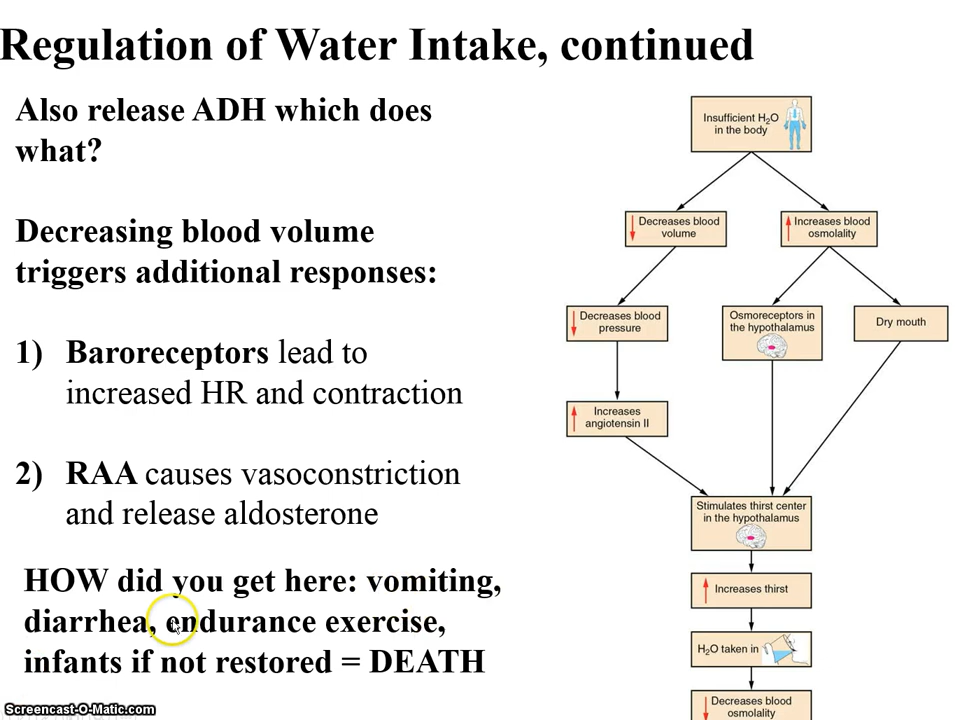 Regulation of Water Intake, continued
Also release ADH which does
what?
Decreasing blood volume
triggers additional responses:
1) Baroreceptors lead to
increased HR and contraction
2) RAA causes vasoconstriction
and release aldosterone
HOW did you get here: vomiting,
diarrhea, endurance exercise,
infants if not restored = DEATH
Insufficient H₂O
in the body
Decreases blood
volume
Increases blood
osmolality
Decreases blood
pressure
Osmoreceptors in
the hypothalamus
Dry mouth
Increases
angiotensin II
Stimulates thirst center
in the hypothalamus
Increases thirst
H₂O taken in
Decreases blood
osmolality
Screencast-O-Matic.com